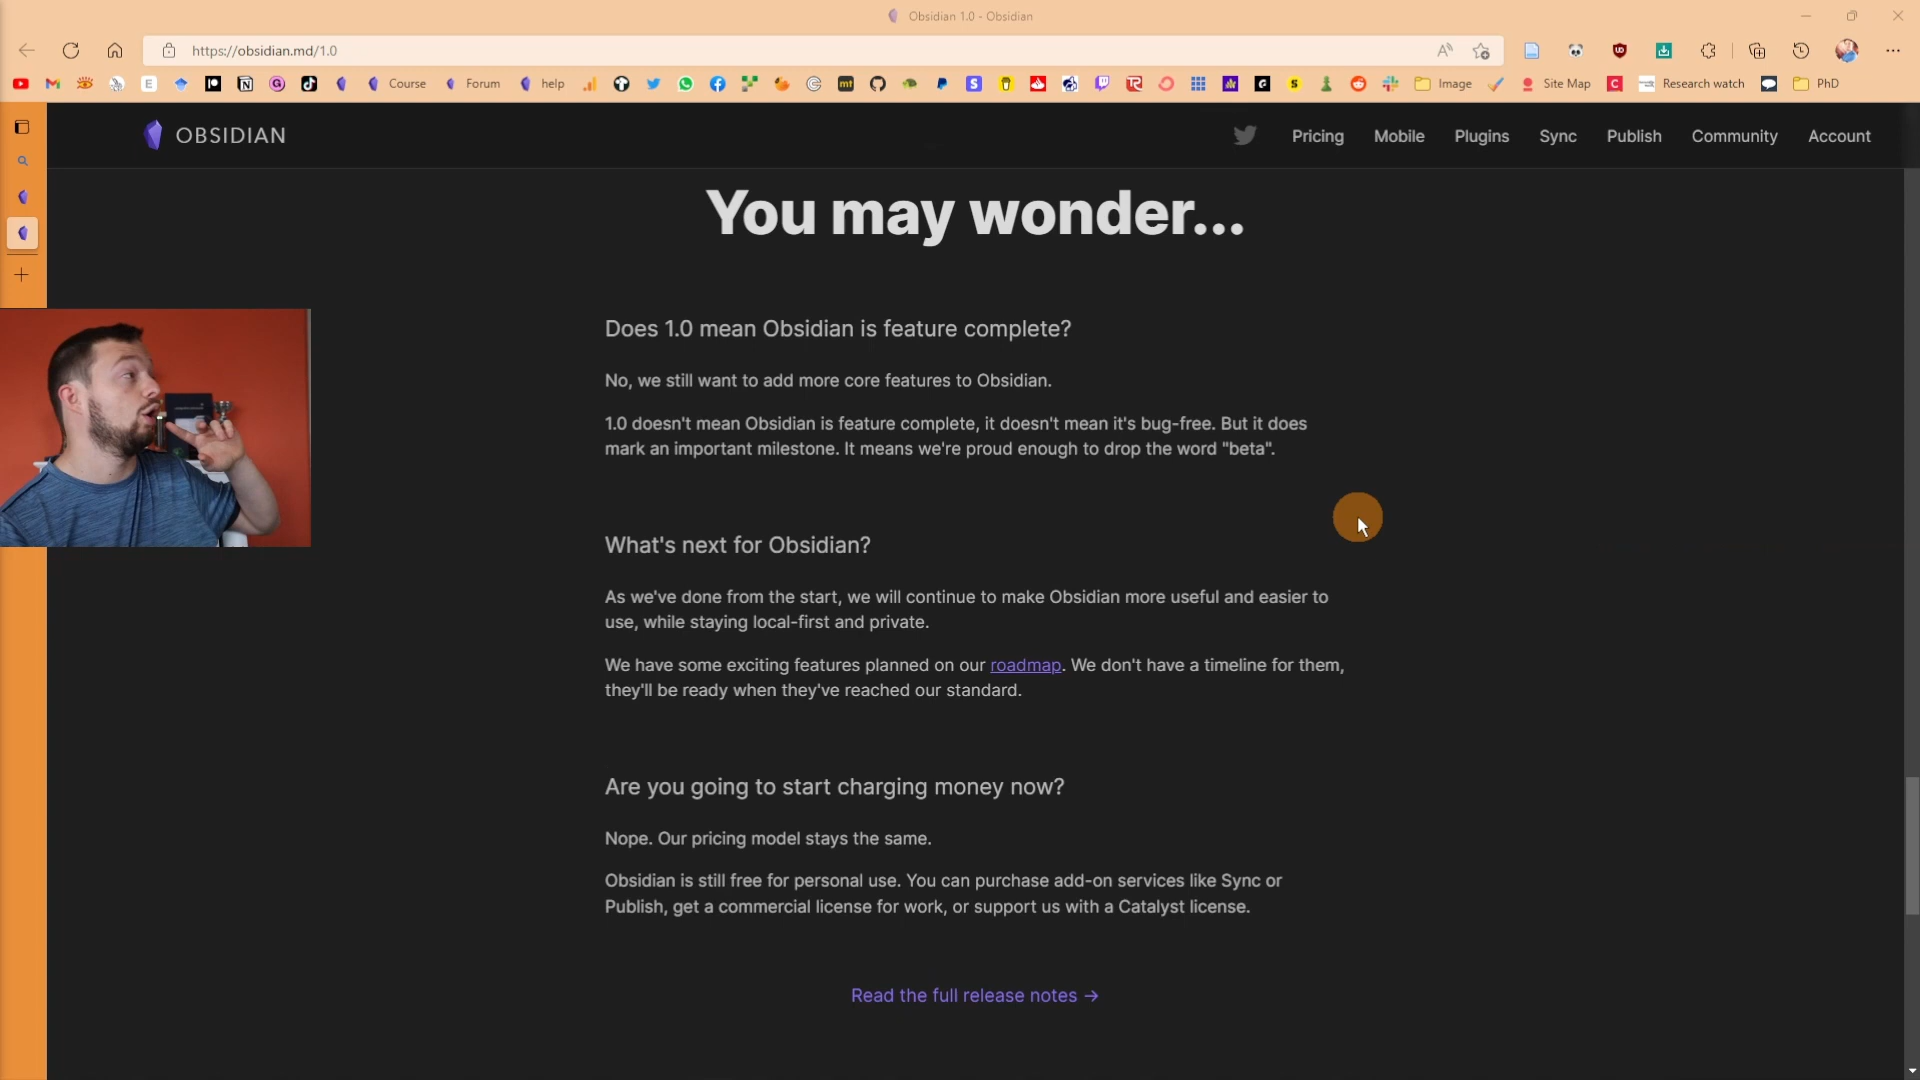 Obsidian 1.0 - Obsidian
https://obsidian.md/1.0
Course
Forum
help
Image
Site Map
Research watch
PhD
OBSIDIAN
Pricing
Mobile
Plugins
Sync
Publish
Community
Account
You may wonder...
Does 1.0 mean Obsidian is feature complete?
No, we still want to add more core features to Obsidian.
1.0 doesn't mean Obsidian is feature complete, it doesn't mean it's bug-free. But it does
mark an important milestone. It means we're proud enough to drop the word "beta".
What's next for Obsidian?
As we've done from the start, we will continue to make Obsidian more useful and easier to
use, while staying local-first and private.
We have some exciting features planned on our roadmap. We don't have a timeline for them,
they'll be ready when they've reached our standard.
Are you going to start charging money now?
Nope. Our pricing model stays the same.
Obsidian is still free for personal use. You can purchase add-on services like Sync or
Publish, get a commercial license for work, or support us with a Catalyst license.
Read the full release notes →